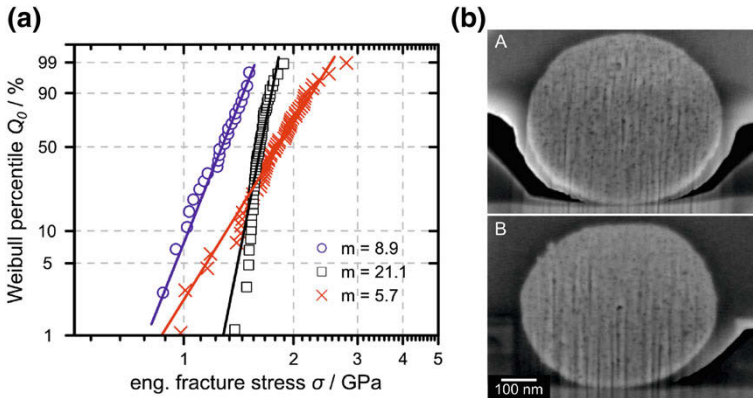 (a)
Weibull percentile Q0 / %
99
90
50
10
5
1
m = 8.9
m = 21.1
m = 5.7
1
2
3
4
5
eng. fracture stress σ / GPa
(b)
A
B
100 nm